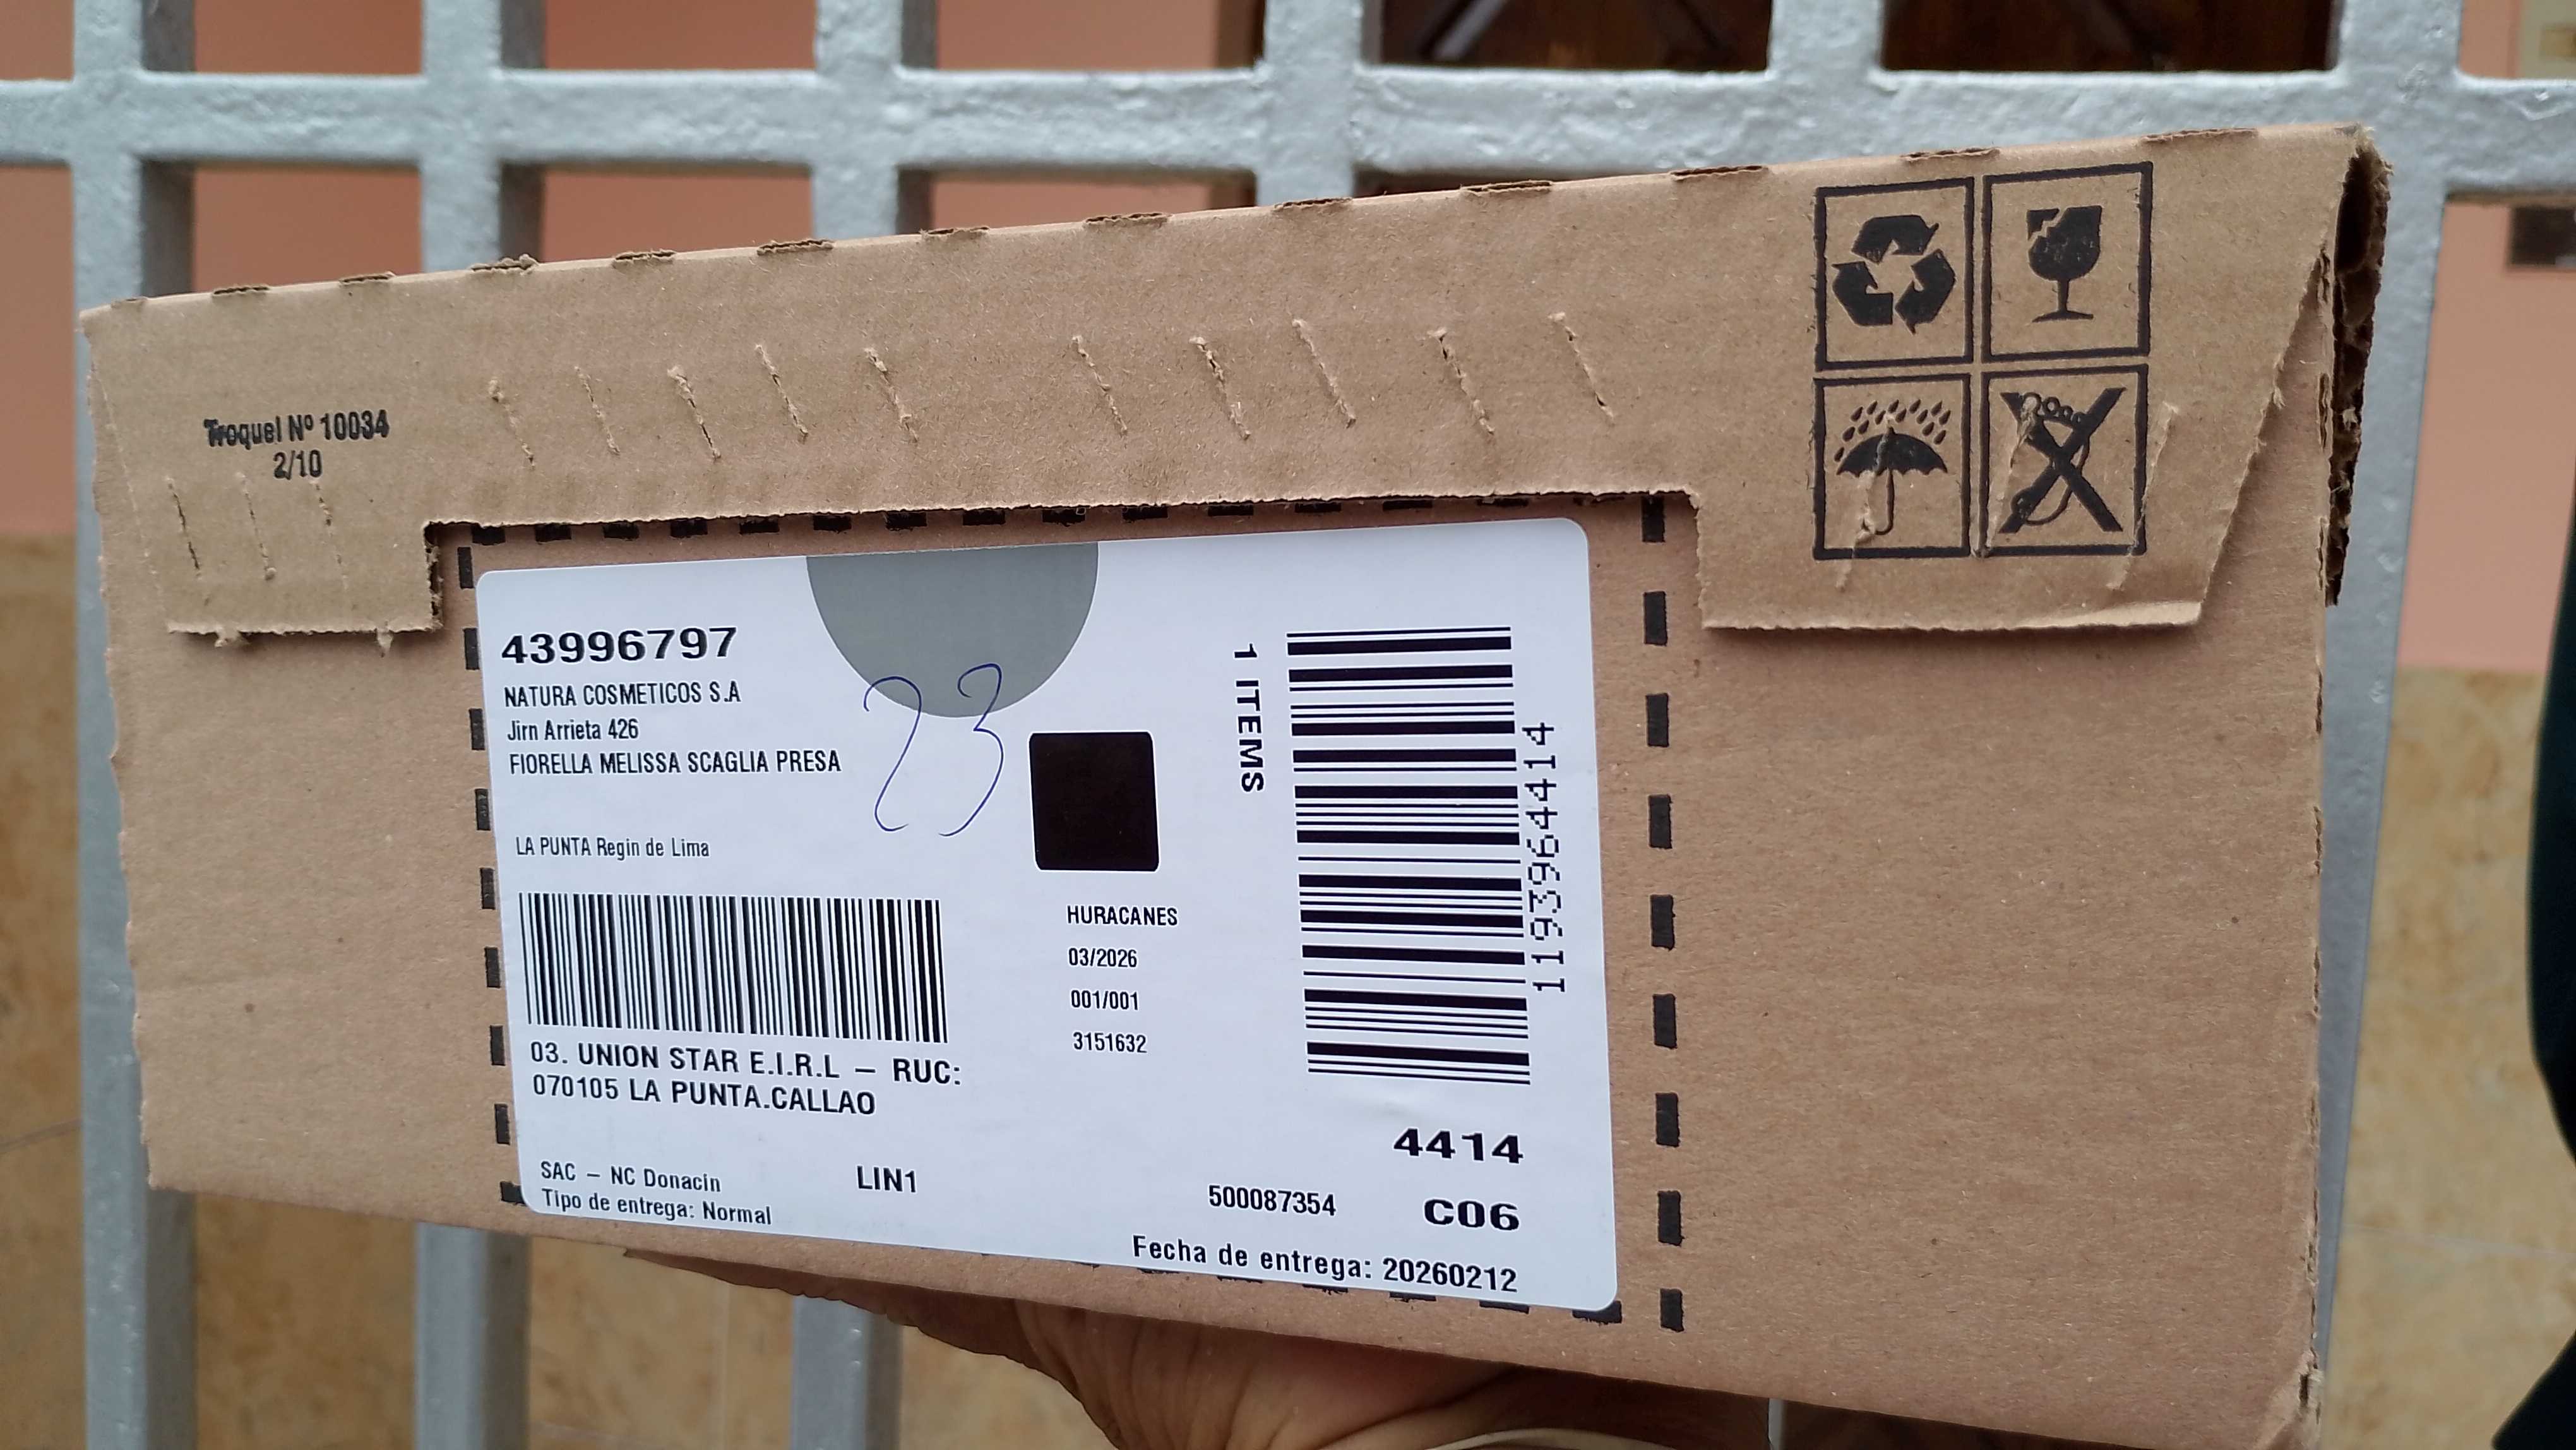 Troquel Nº 10034
2/10
43996797
NATURA COSMETICOS S.A
Jirn Arrieta 426
FIORELLA MELISSA SCAGLIA PRESA
23
LA PUNTA Regin de Lima
1 ITEMS
1193964414
HURACANES
03/2026
001/001
3151632
03. UNION STAR E.I.R.L – RUC:
070105 LA PUNTA.CALLAO
4414
SAC – NC Donacin
LIN1
500087354
C06
Tipo de entrega: Normal
Fecha de entrega: 20260212